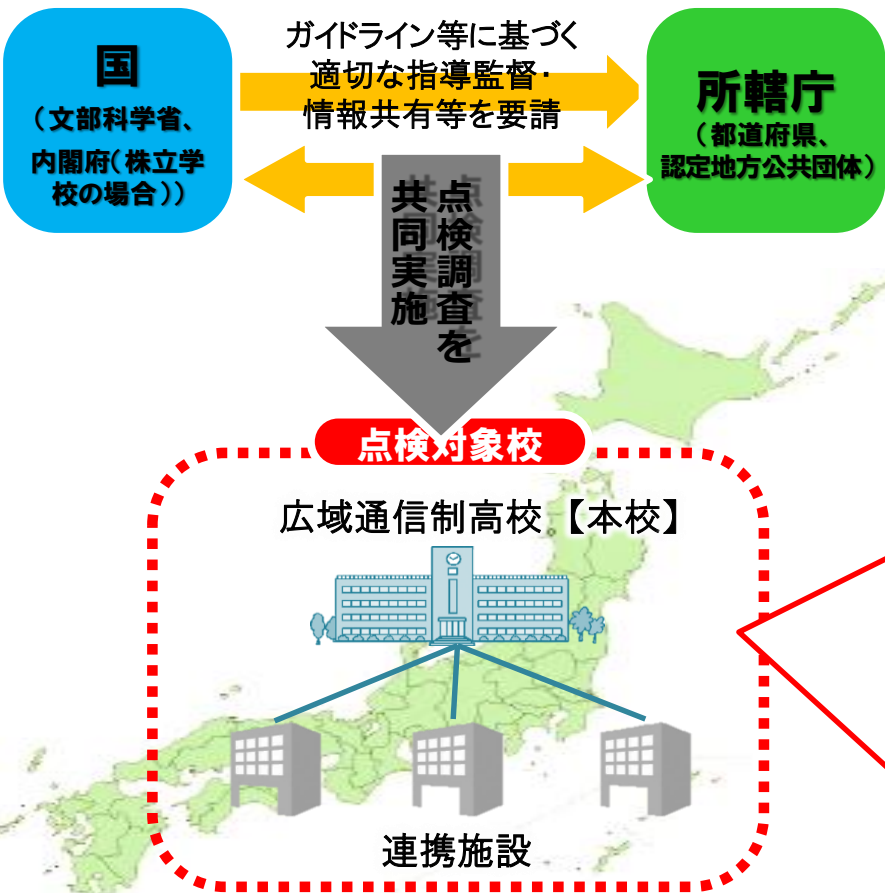 国
（文部科学省、
内閣府（株立学
校の場合））
ガイドライン等に基づく
適切な指導監督・
情報共有等を要請
所轄庁
（都道府県、
認定地方公共団体）
点検調査を
共同実施
点検対象校
広域通信制高校【本校】
連携施設